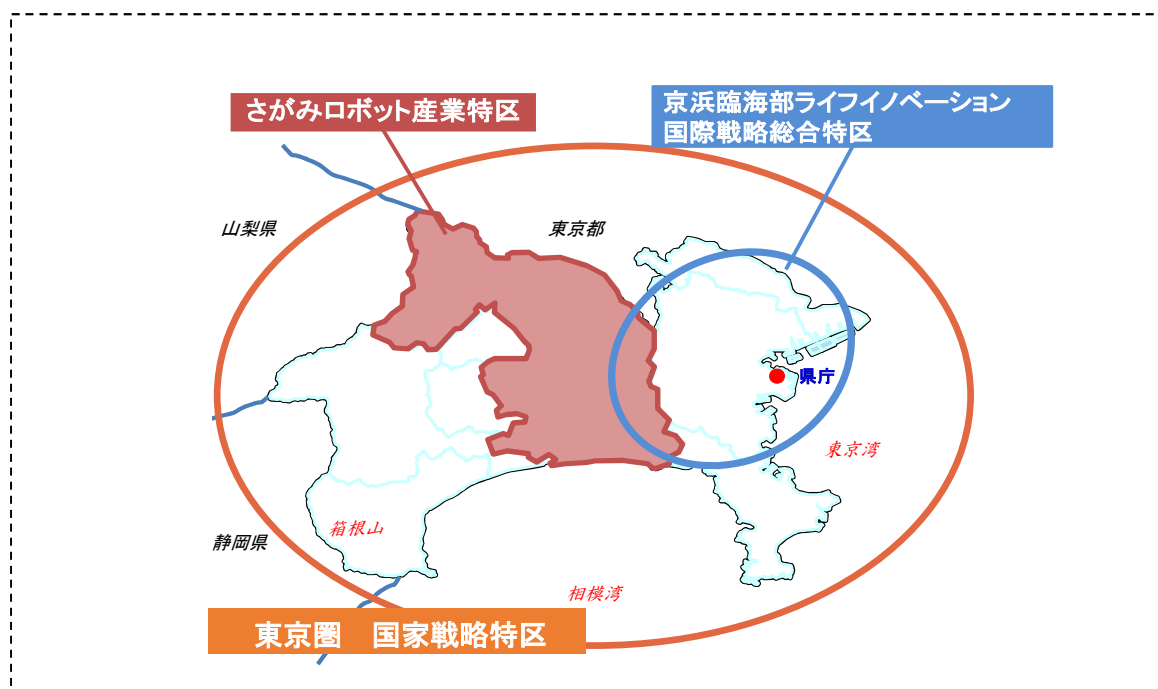 さがみロボット産業特区
京浜臨海部ライフイノベーション
国際戦略総合特区
山梨県
東京都
県庁
東京湾
箱根山
静岡県
相模湾
東京圏　国家戦略特区